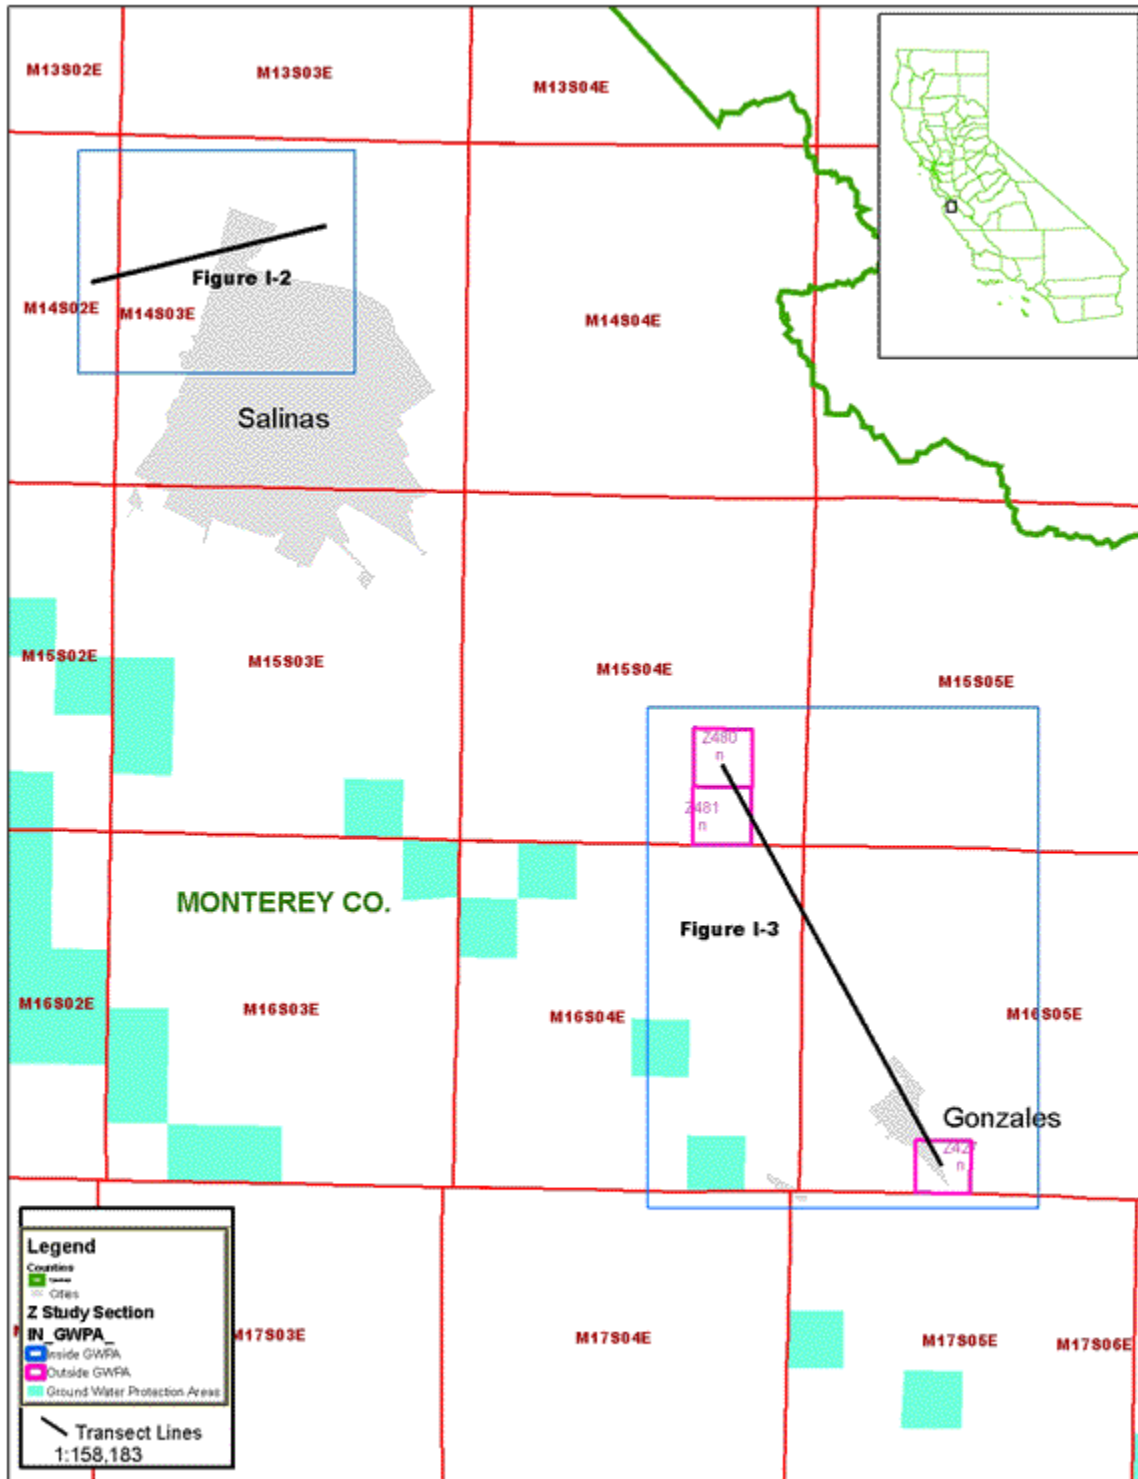 M13S02E
M13S03E
M13S04E
Figure I-2
M14S02E
M14S03E
M14S04E
Salinas
M15S02E
M15S03E
M15S04E
M15S05E
Z480
n
Z481
n
MONTEREY CO.
Figure I-3
M16S02E
M16S03E
M16S04E
M16S05E
Gonzales
Z427
n
Legend
Counties
Cities
Z Study Section
IN_GWPA_
Inside GWPA
Outside GWPA
Ground Water Protection Areas
Transect Lines
1:158,183
M17S03E
M17S04E
M17S05E
M17S06E